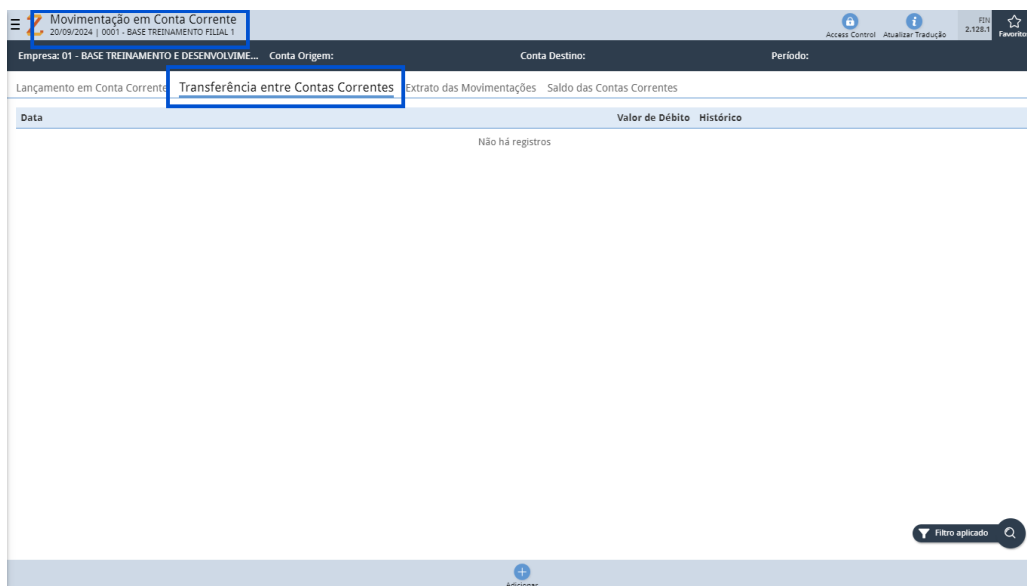 Movimentação em Conta Corrente
20/09/2024 | 0001 - BASE TREINAMENTO FILIAL 1
Access Control Atualizar Tradução
FIN
2.128.1
Favoritos
Empresa: 01 - BASE TREINAMENTO E DESENVOLVIME... Conta Origem: Conta Destino: Período:
Lançamento em Conta Corrente Transferência entre Contas Correntes Extrato das Movimentações Saldo das Contas Correntes
Data Valor de Débito Histórico
Não há registros
Filtro aplicado
Adicionar